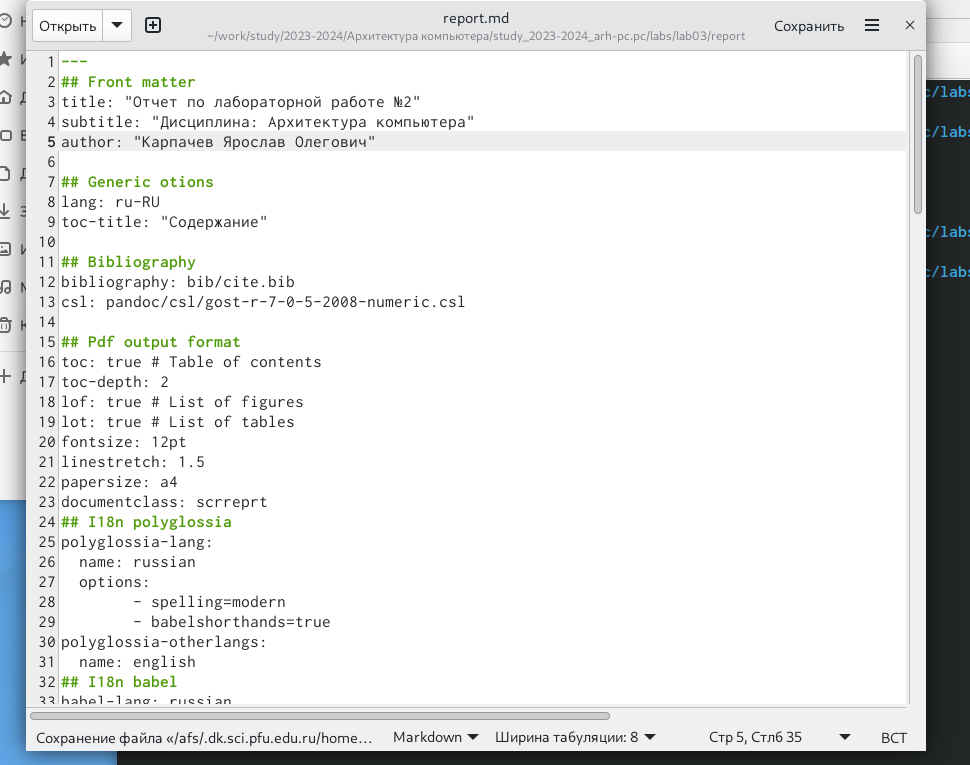 Открыть
report.md
~/work/study/2023-2024/Архитектура компьютера/study_2023-2024_arh-pc.pc/labs/lab03/report
Сохранить
1 ---
2 ## Front matter
3 title: "Отчет по лабораторной работе №2"
4 subtitle: "Дисциплина: Архитектура компьютера"
5 author: "Карпачев Ярослав Олегович"
6
7 ## Generic otions
8 lang: ru-RU
9 toc-title: "Содержание"
10
11 ## Bibliography
12 bibliography: bib/cite.bib
13 csl: pandoc/csl/gost-r-7-0-5-2008-numeric.csl
14
15 ## Pdf output format
16 toc: true # Table of contents
17 toc-depth: 2
18 lof: true # List of figures
19 lot: true # List of tables
20 fontsize: 12pt
21 linestretch: 1.5
22 papersize: a4
23 documentclass: scrreprt
24 ## I18n polyglossia
25 polyglossia-lang:
26   name: russian
27   options:
28         - spelling=modern
29         - babelshorthands=true
30 polyglossia-otherlangs:
31   name: english
32 ## I18n babel
33 babel-lang: russian
c/labs
c/labs
c/labs
c/labs
Сохранение файла «/afs/.dk.sci.pfu.edu.ru/home…
Markdown
Ширина табуляции: 8
Стр 5, Стлб 35
ВСТ